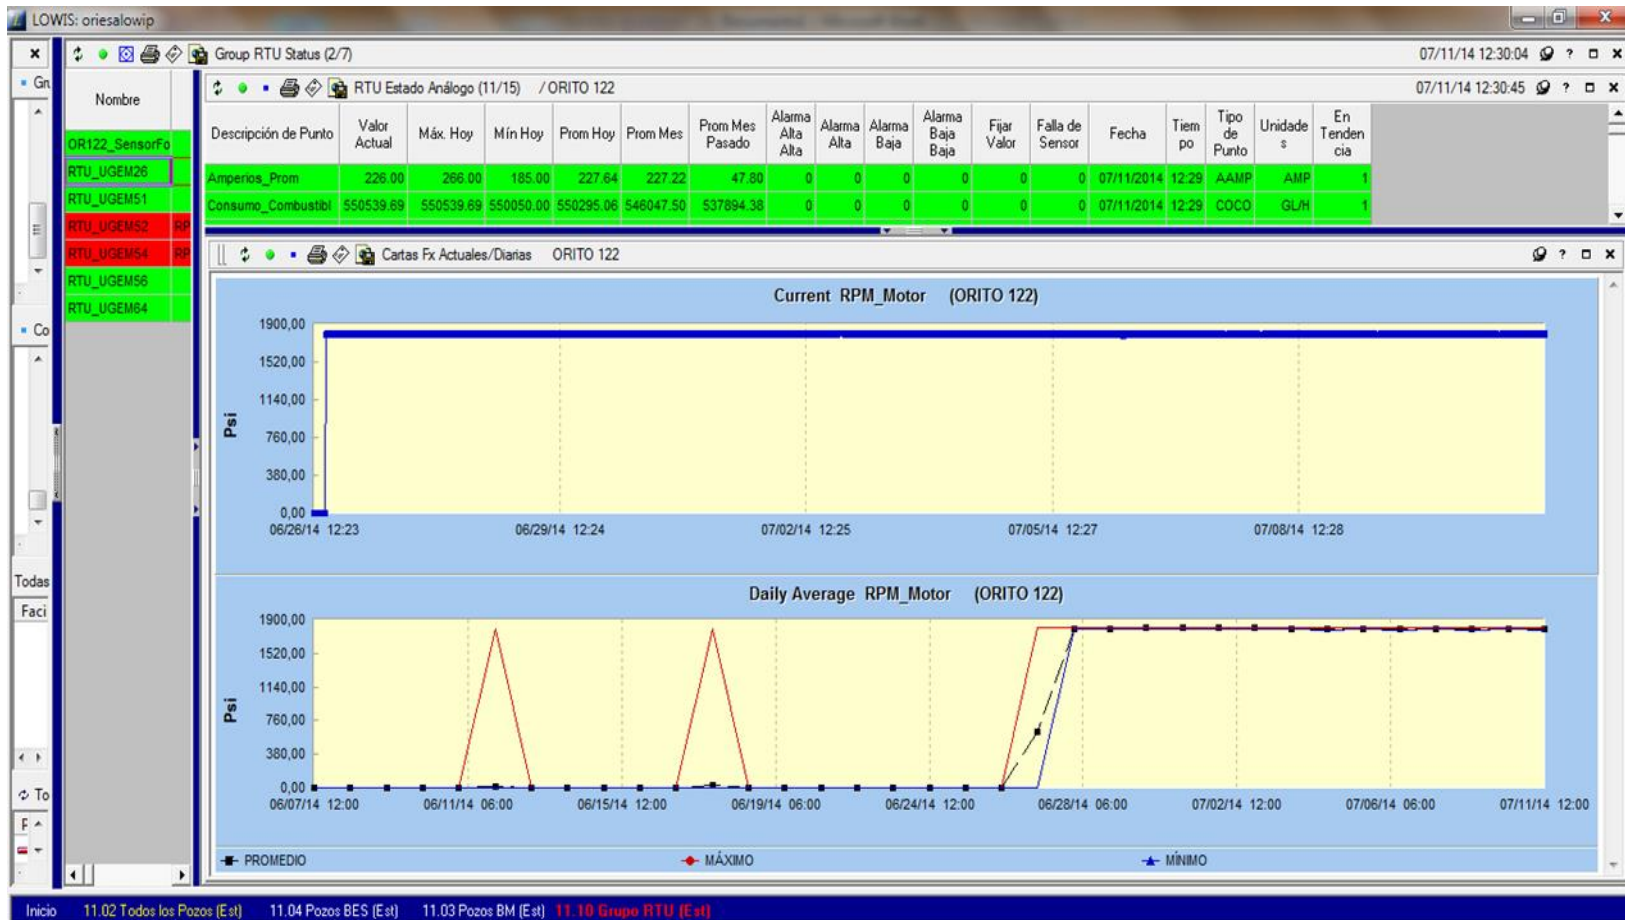 LOWIS: oriesalowip
Group RTU Status (2/7) 07/11/14 12:30:04
Gru
Nombre
OR122_SensorFo
RTU_UGEM26
RTU_UGEM51
RTU_UGEM52 RP
RTU_UGEM54 RP
RTU_UGEM56
RTU_UGEM64
RTU Estado Análogo (11/15) / ORITO 122 07/11/14 12:30:45
Descripción de Punto Valor Actual Máx. Hoy Mín Hoy Prom Hoy Prom Mes Prom Mes Pasado Alarma Alta Alta Alarma Alta Alarma Baja Alarma Baja Baja Fijar Valor Falla de Sensor Fecha Tiem po Tipo de Punto Unidade s En Tenden cia
Amperios_Prom 226.00 266.00 185.00 227.64 227.22 47.80 0 0 0 0 0 0 07/11/2014 12:29 AAMP AMP 1
Consumo_Combustibl 550539.69 550539.69 550050.00 550295.06 546047.50 537894.38 0 0 0 0 0 0 07/11/2014 12:29 COCO GL/H 1
Cartas Fx Actuales/Diarias ORITO 122
Co
Current RPM_Motor (ORITO 122)
1900,00
1520,00
1140,00
Psi
760,00
380,00
0,00
06/26/14 12:23 06/29/14 12:24 07/02/14 12:25 07/05/14 12:27 07/08/14 12:28
Todas
Faci
Daily Average RPM_Motor (ORITO 122)
1900,00
1520,00
1140,00
Psi
760,00
380,00
0,00
06/07/14 12:00 06/11/14 06:00 06/15/14 12:00 06/19/14 06:00 06/24/14 12:00 06/28/14 06:00 07/02/14 12:00 07/06/14 06:00 07/11/14 12:00
To
PROMEDIO MÁXIMO MÍNIMO
Inicio 11.02 Todos los Pozos (Est) 11.04 Pozos BES (Est) 11.03 Pozos BM (Est) 11.10 Grupo RTU (Est)